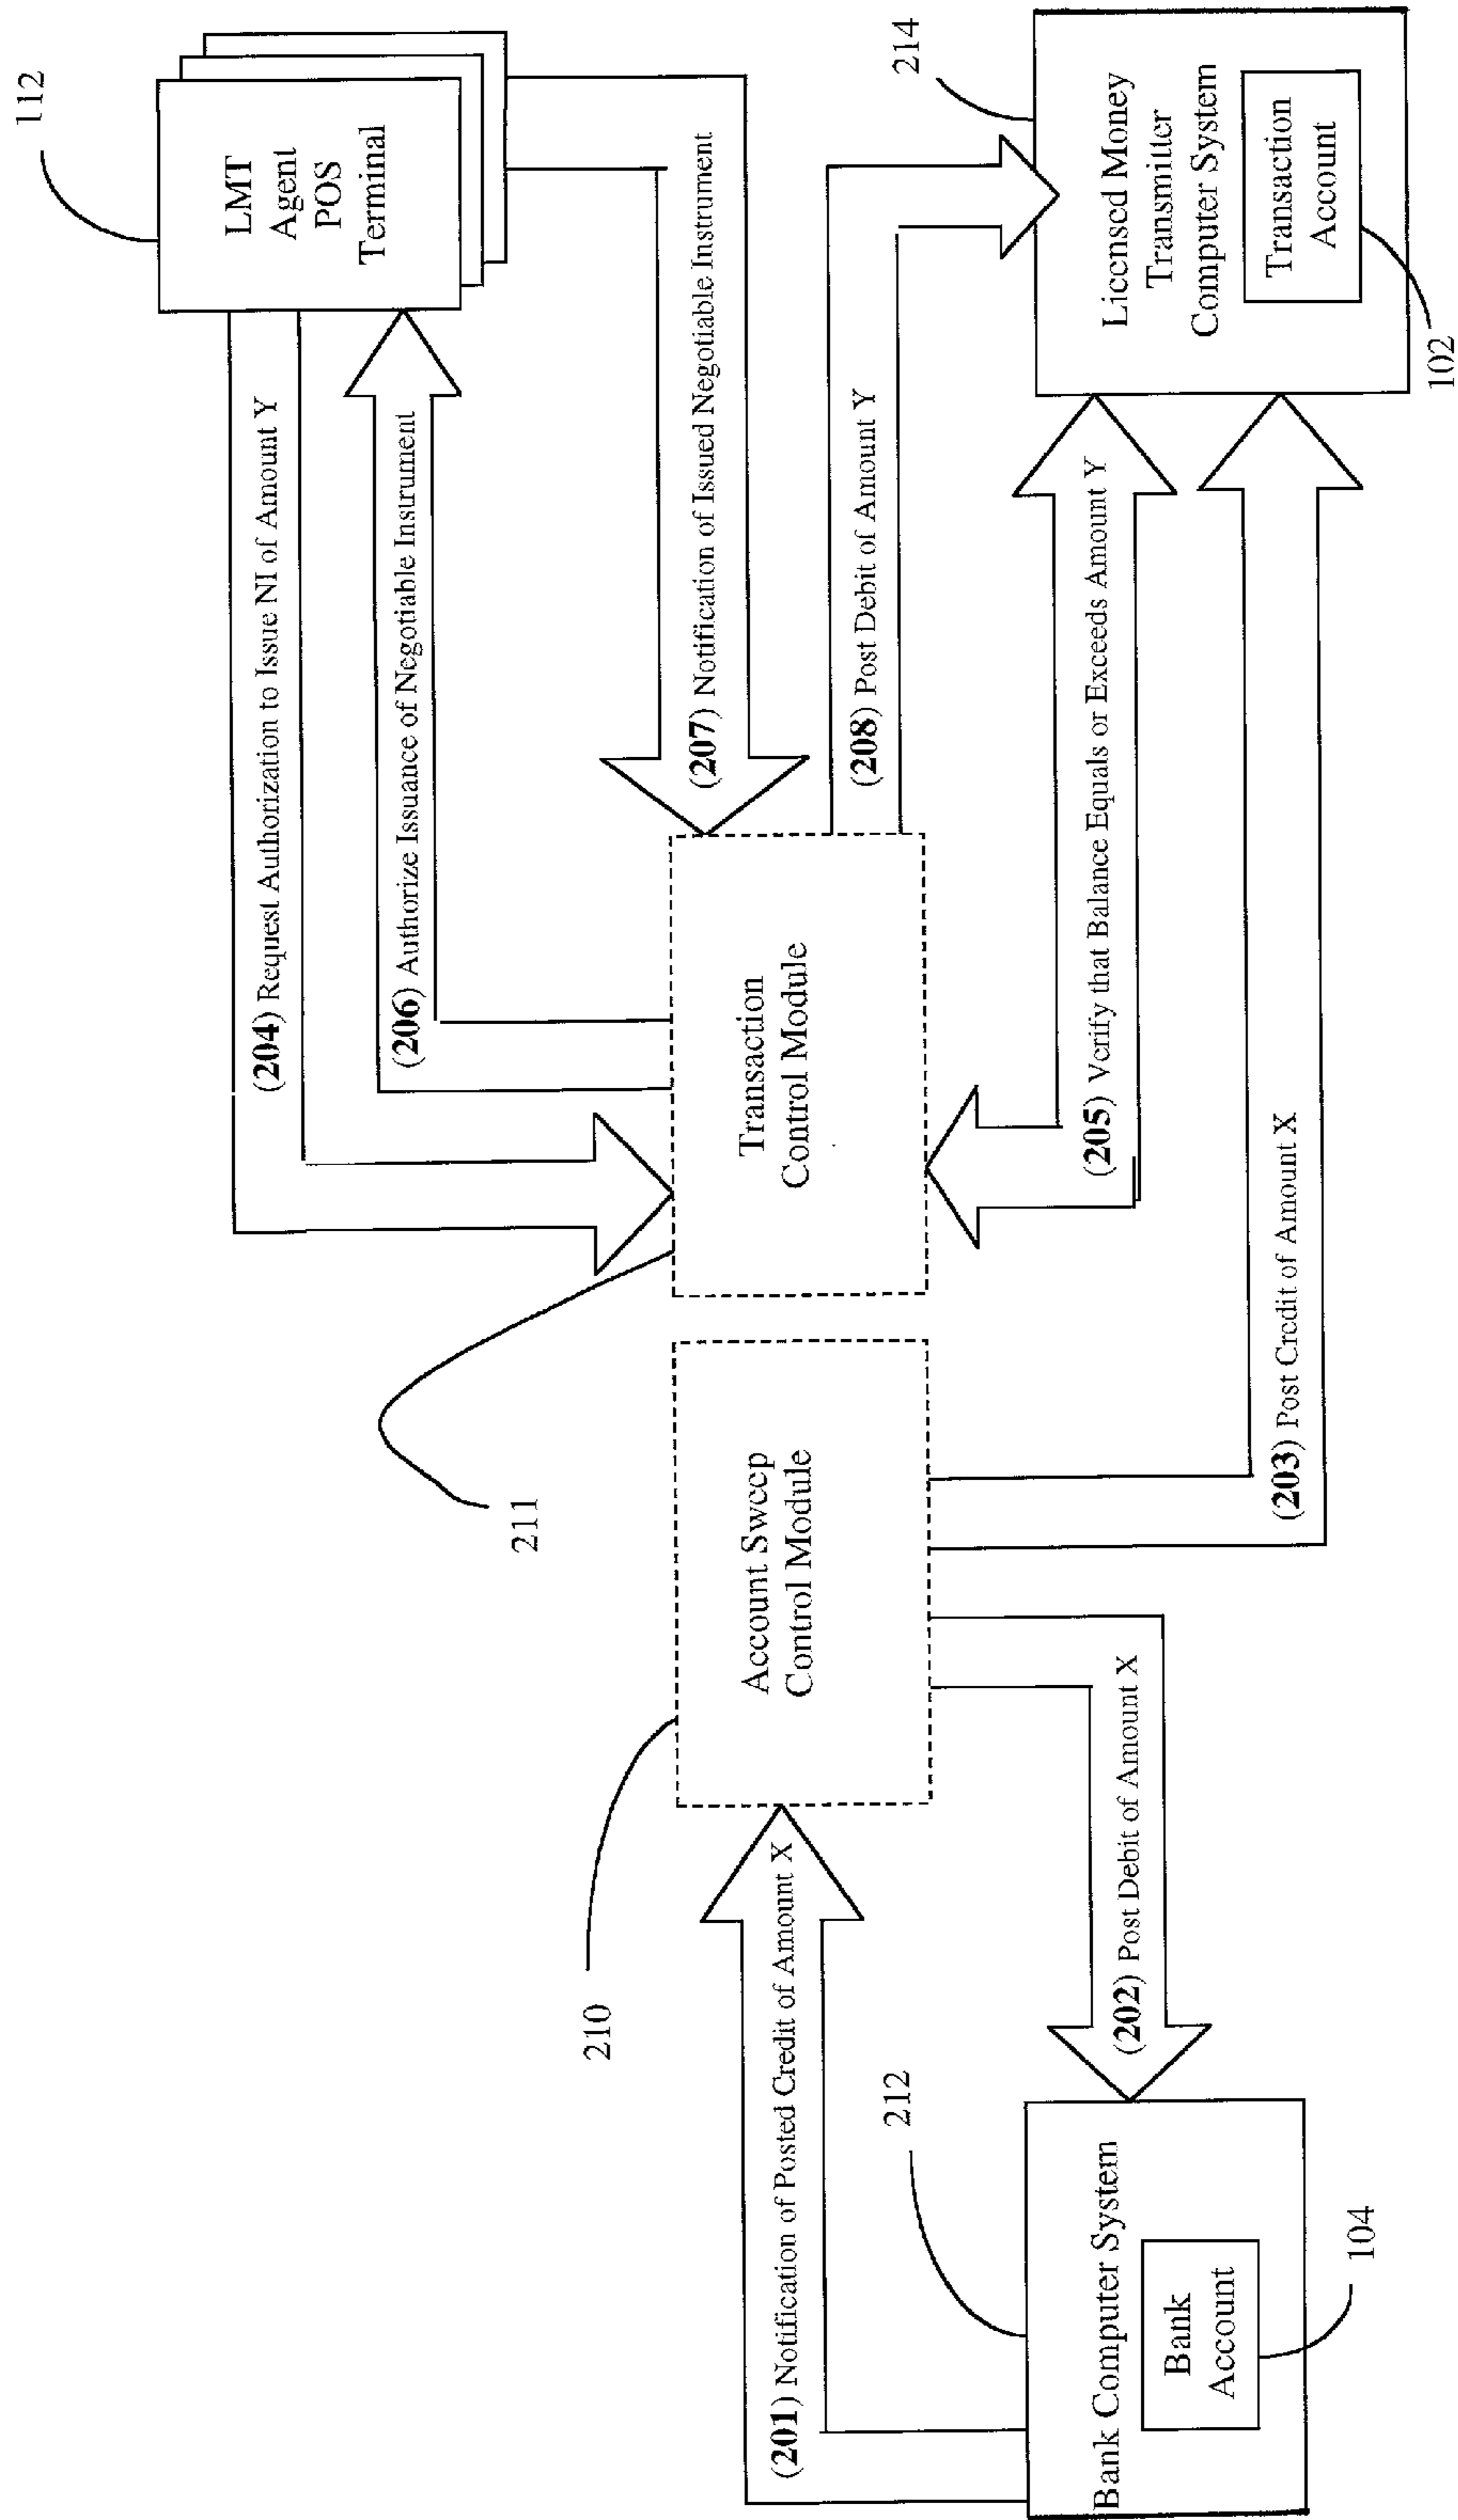 112
LMT
Agent
POS
Terminal
(204) Request Authorization to Issue NI of Amount Y
(206) Authorize Issuance of Negotiable Instrument
(207) Notification of Issued Negotiable Instrument
(208) Post Debit of Amount Y
214
Licensed Money
Transmitter
Computer System
Transaction
Account
102
(205) Verify that Balance Equals or Exceeds Amount Y
(203) Post Credit of Amount X
Transaction
Control Module
211
Account Sweep
Control Module
210
(201) Notification of Posted Credit of Amount X
(202) Post Debit of Amount X
212
Bank Computer System
Bank
Account
104